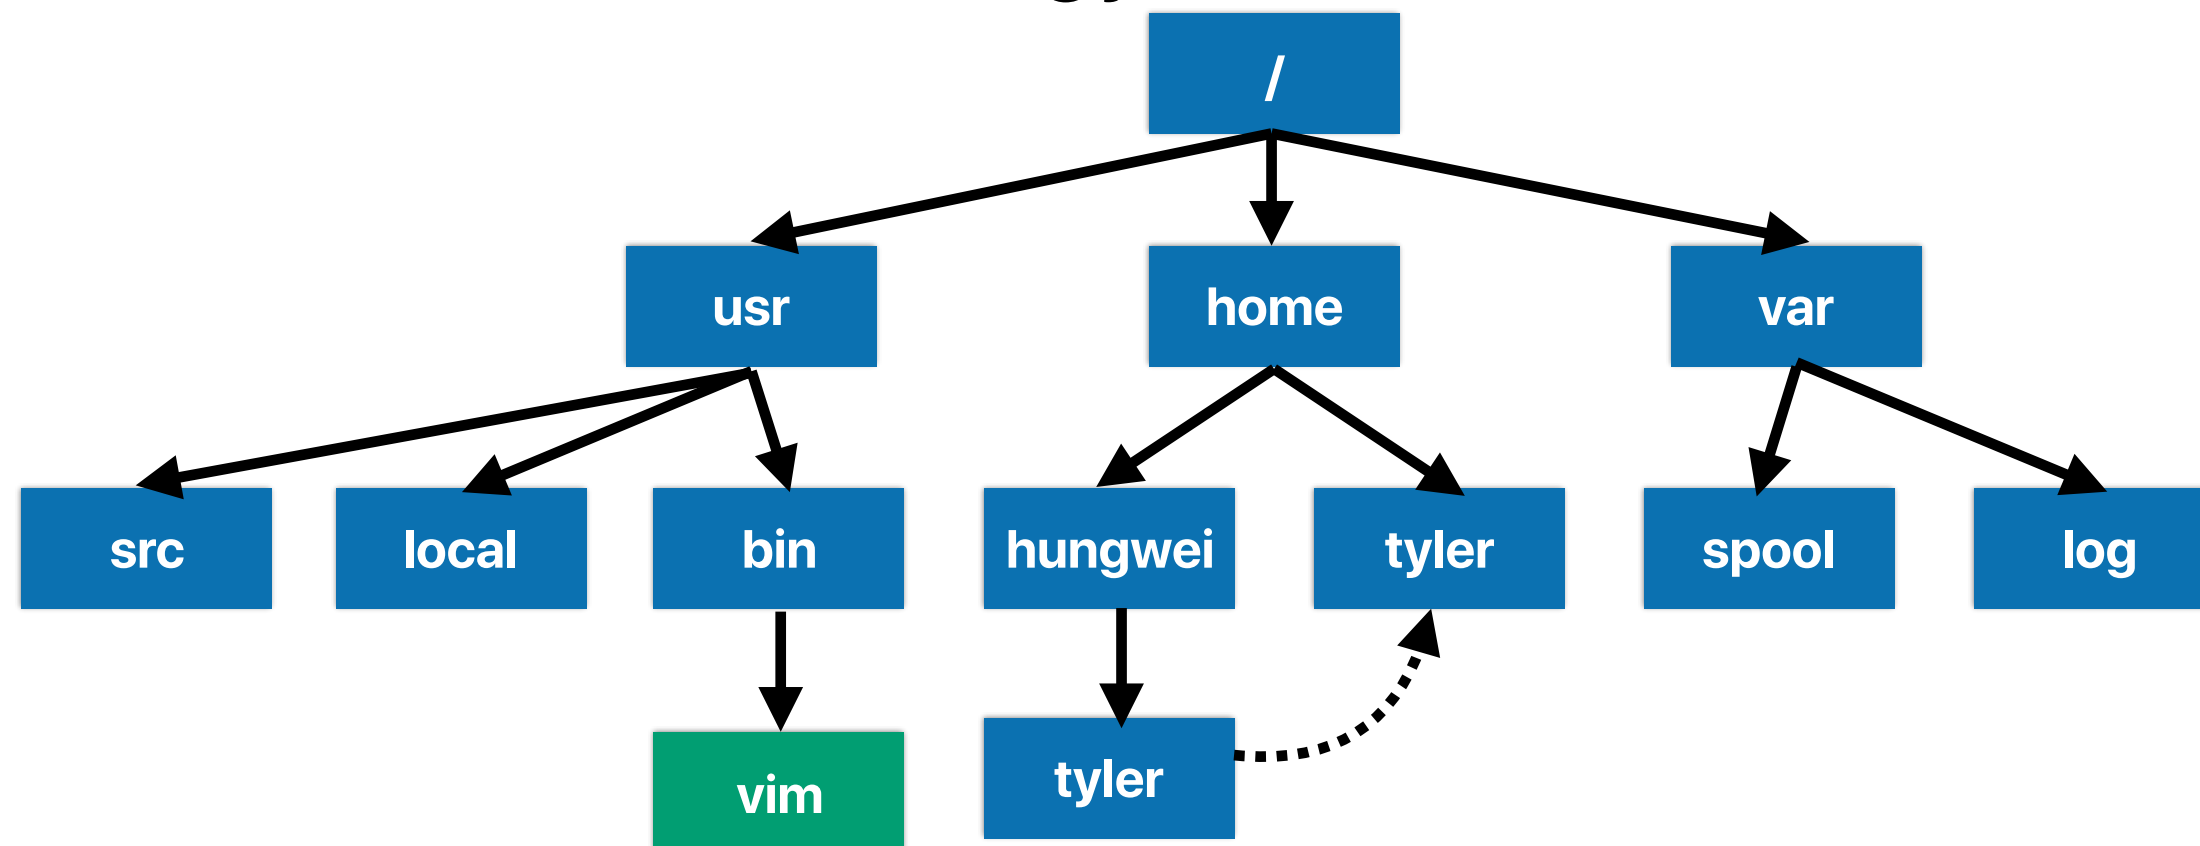 /
usr
home
var
src
local
bin
hungwei
tyler
spool
log
vim
tyler